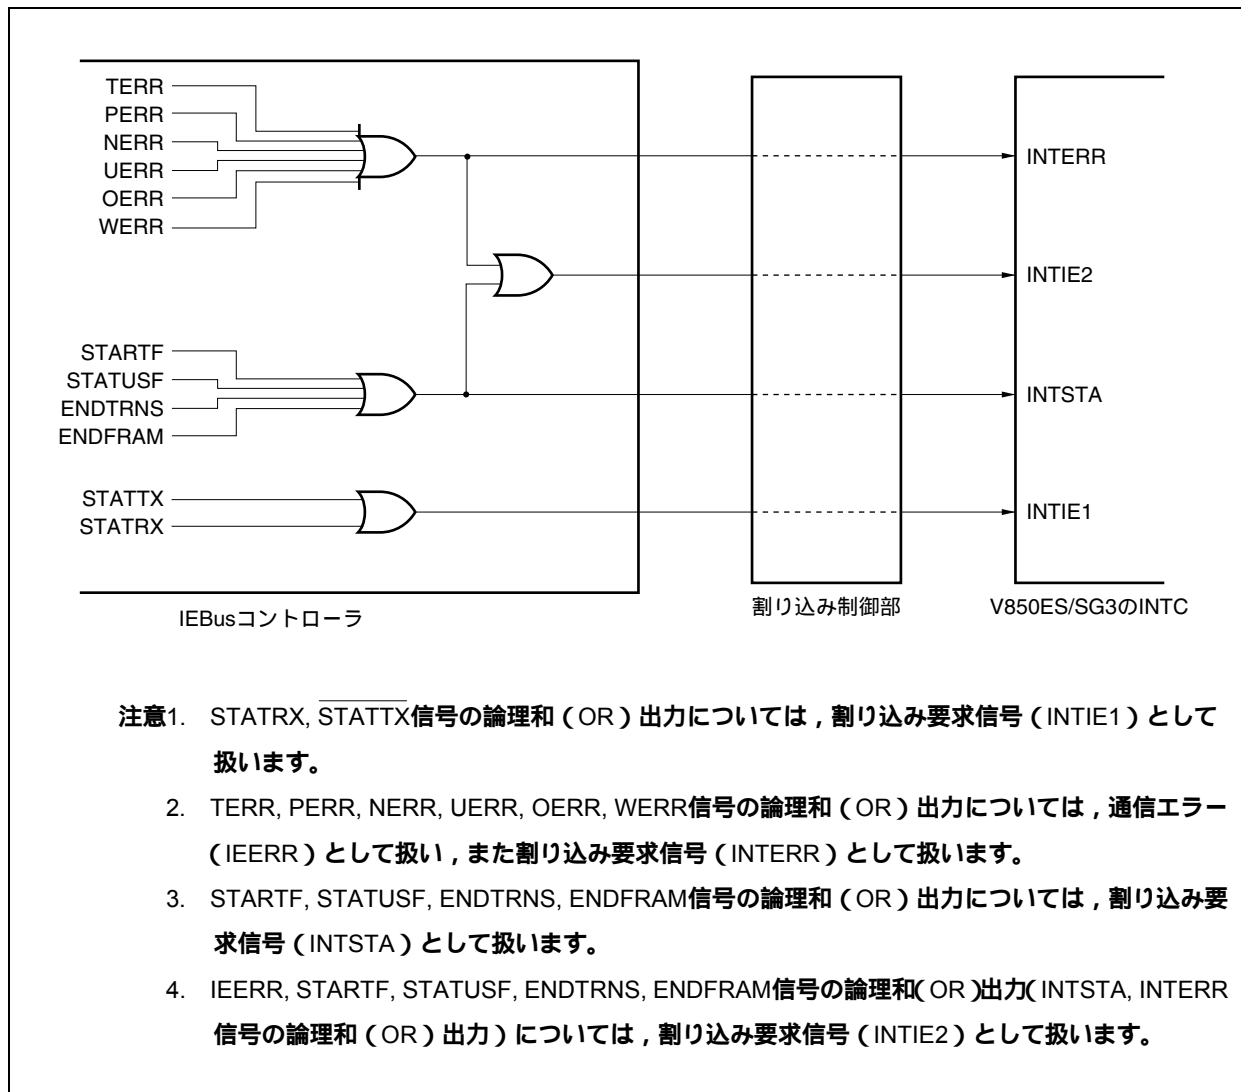 TERR
PERR
NERR
UERR
OERR
WERR
INTERR
INTIE2
STARTF
STATUSF
ENDTRNS
ENDFRAM
INTSTA
STATTX
STATRX
INTIE1
IEBusコントローラ
割り込み制御部
V850ES/SG3のINTC
注意1. STATRX, STATTX信号の論理和（OR）出力については，割り込み要求信号（INTIE1）として
扱います。
2. TERR, PERR, NERR, UERR, OERR, WERR信号の論理和（OR）出力については，通信エラー
（IEERR）として扱い，また割り込み要求信号（INTERR）として扱います。
3. STARTF, STATUSF, ENDTRNS, ENDFRAM信号の論理和（OR）出力については，割り込み要
求信号（INTSTA）として扱います。
4. IEERR, STARTF, STATUSF, ENDTRNS, ENDFRAM信号の論理和（OR）出力（INTSTA, INTERR
信号の論理和（OR）出力）については，割り込み要求信号（INTIE2）として扱います。